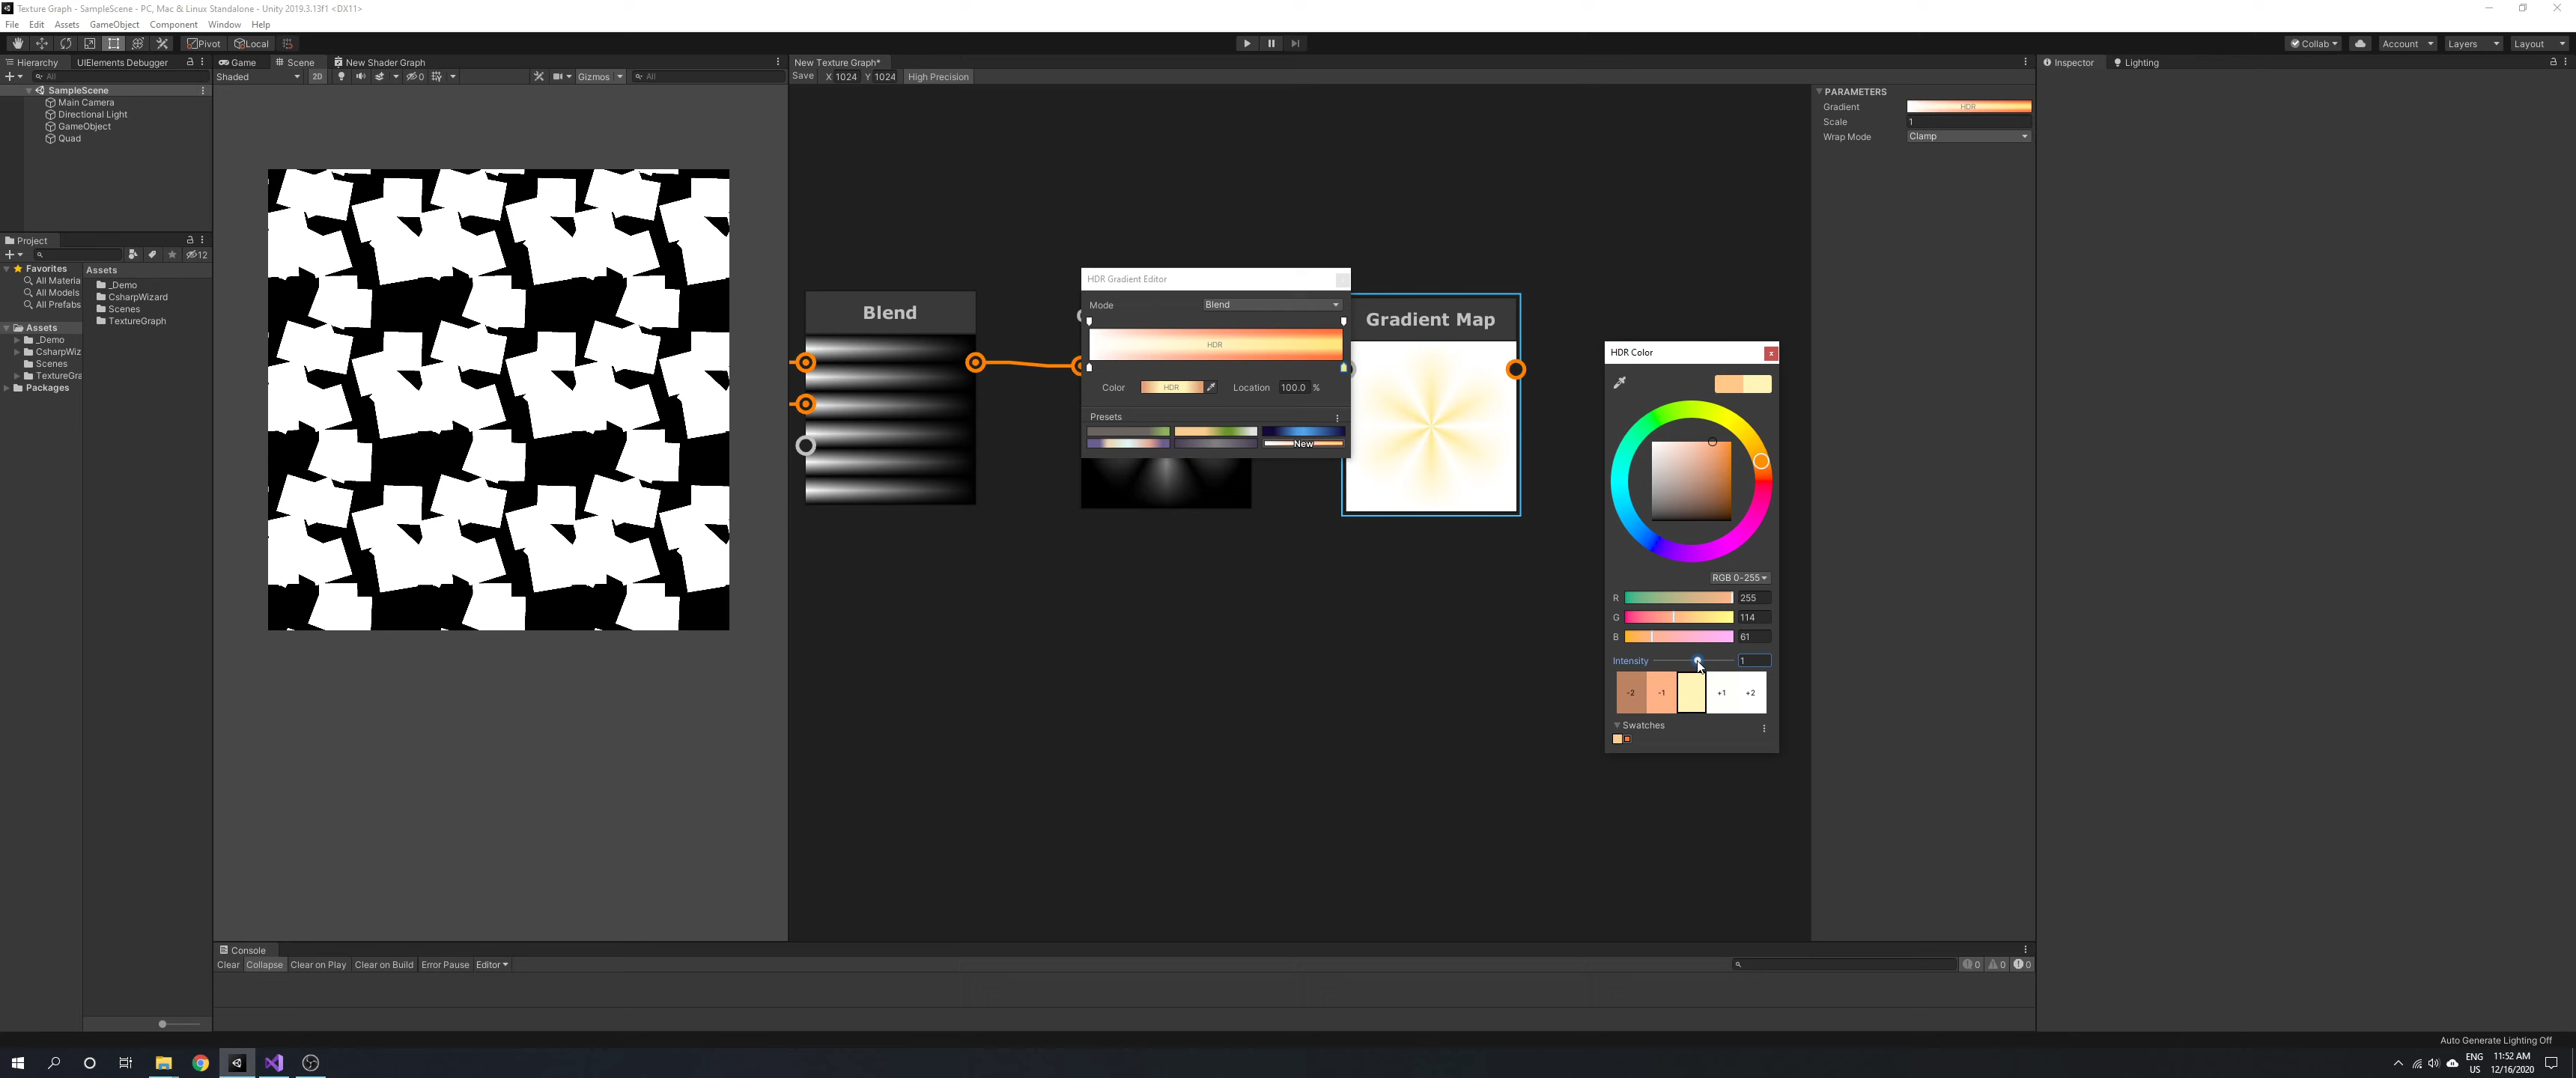 Texture Graph - SampleScene - PC, Mac & Linux Standalone - Unity 2019.3.13f1 <DX11>
File Edit Assets GameObject Component Window Help
Pivot Local Collab Account Layers Layout
Hierarchy UIElements Debugger
All
SampleScene
Main Camera
Directional Light
GameObject
Quad
Project
12
Favorites
All Materia
All Models
All Prefabs
Assets
_Demo
CsharpWiz
Scenes
TextureGra
Packages
Assets
_Demo
CsharpWizard
Scenes
TextureGraph
Game Scene New Shader Graph
Shaded 2D 0 Gizmos All
New Texture Graph*
Save X 1024 Y 1024 High Precision
Blend
HDR Gradient Editor
Mode Blend
HDR
Color HDR Location 100.0 %
Presets
New
Gradient Map
HDR Color x
RGB 0-255
R 255
G 114
B 61
Intensity 1
-2 -1 +1 +2
Swatches
PARAMETERS
Gradient HDR
Scale 1
Wrap Mode Clamp
Inspector Lighting
Console
Clear Collapse Clear on Play Clear on Build Error Pause Editor 0 0 0
Auto Generate Lighting Off
ENG
US
11:52 AM
12/16/2020